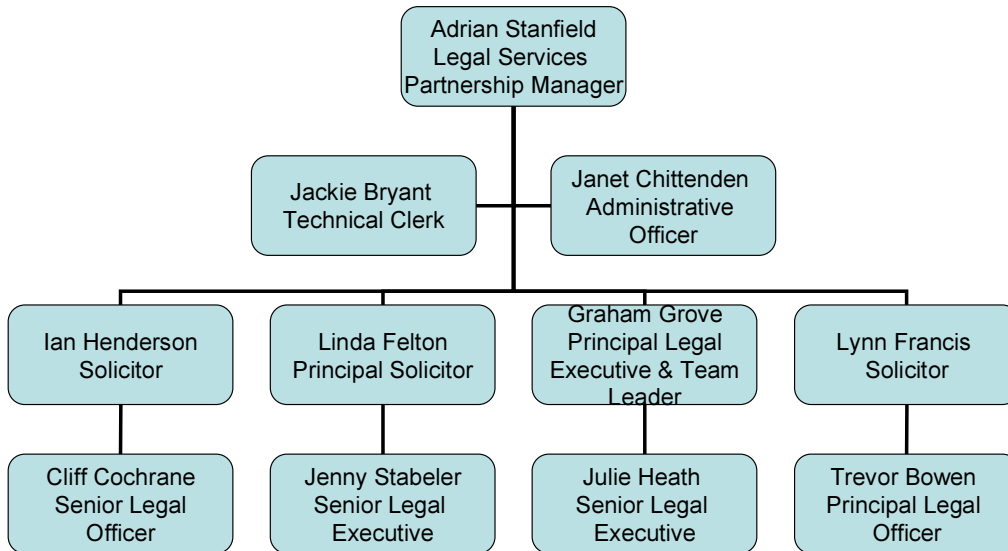 Adrian Stanfield
Legal Services
Partnership Manager
Jackie Bryant
Technical Clerk
Janet Chittenden
Administrative
Officer
Ian Henderson
Solicitor
Linda Felton
Principal Solicitor
Graham Grove
Principal Legal
Executive & Team
Leader
Lynn Francis
Solicitor
Cliff Cochrane
Senior Legal
Officer
Jenny Stabeler
Senior Legal
Executive
Julie Heath
Senior Legal
Executive
Trevor Bowen
Principal Legal
Officer